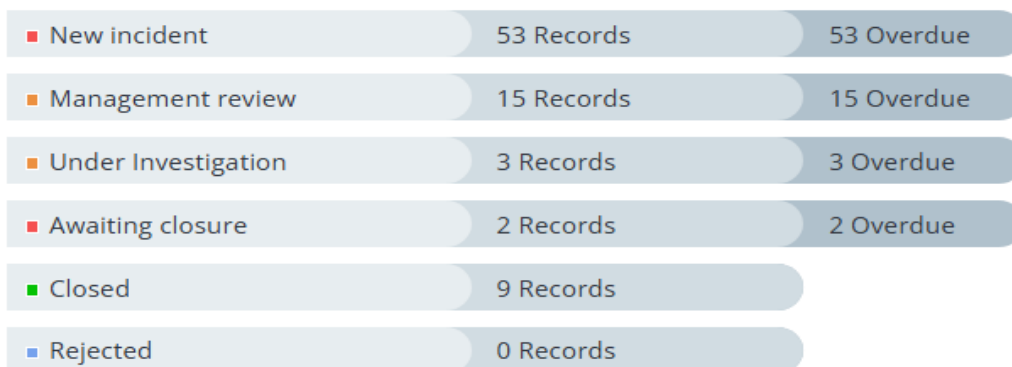 New incident 53 Records 53 Overdue
Management review 15 Records 15 Overdue
Under Investigation 3 Records 3 Overdue
Awaiting closure 2 Records 2 Overdue
Closed 9 Records
Rejected 0 Records